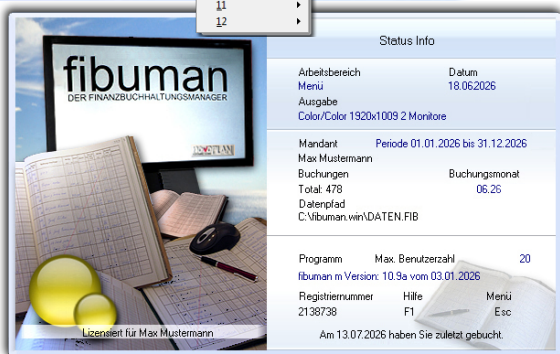 11
12
fibuman
DER FINANZBUCHHALTUNGSMANAGER
Lizensiert für Max Mustermann
Status Info
Arbeitsbereich Datum
Menü 18.06.2026
Ausgabe
Color/Color 1920x1009 2 Monitore
Mandant Periode 01.01.2026 bis 31.12.2026
Max Mustermann
Buchungen Buchungsmonat
Total: 478 06.26
Datenpfad
C:\fibuman.win\DATEN.FIB
Programm Max. Benutzerzahl 20
fibuman m Version: 10.9a vom 03.01.2026
Registriernummer Hilfe Menü
2138738 F1 Esc
Am 13.07.2026 haben Sie zuletzt gebucht.